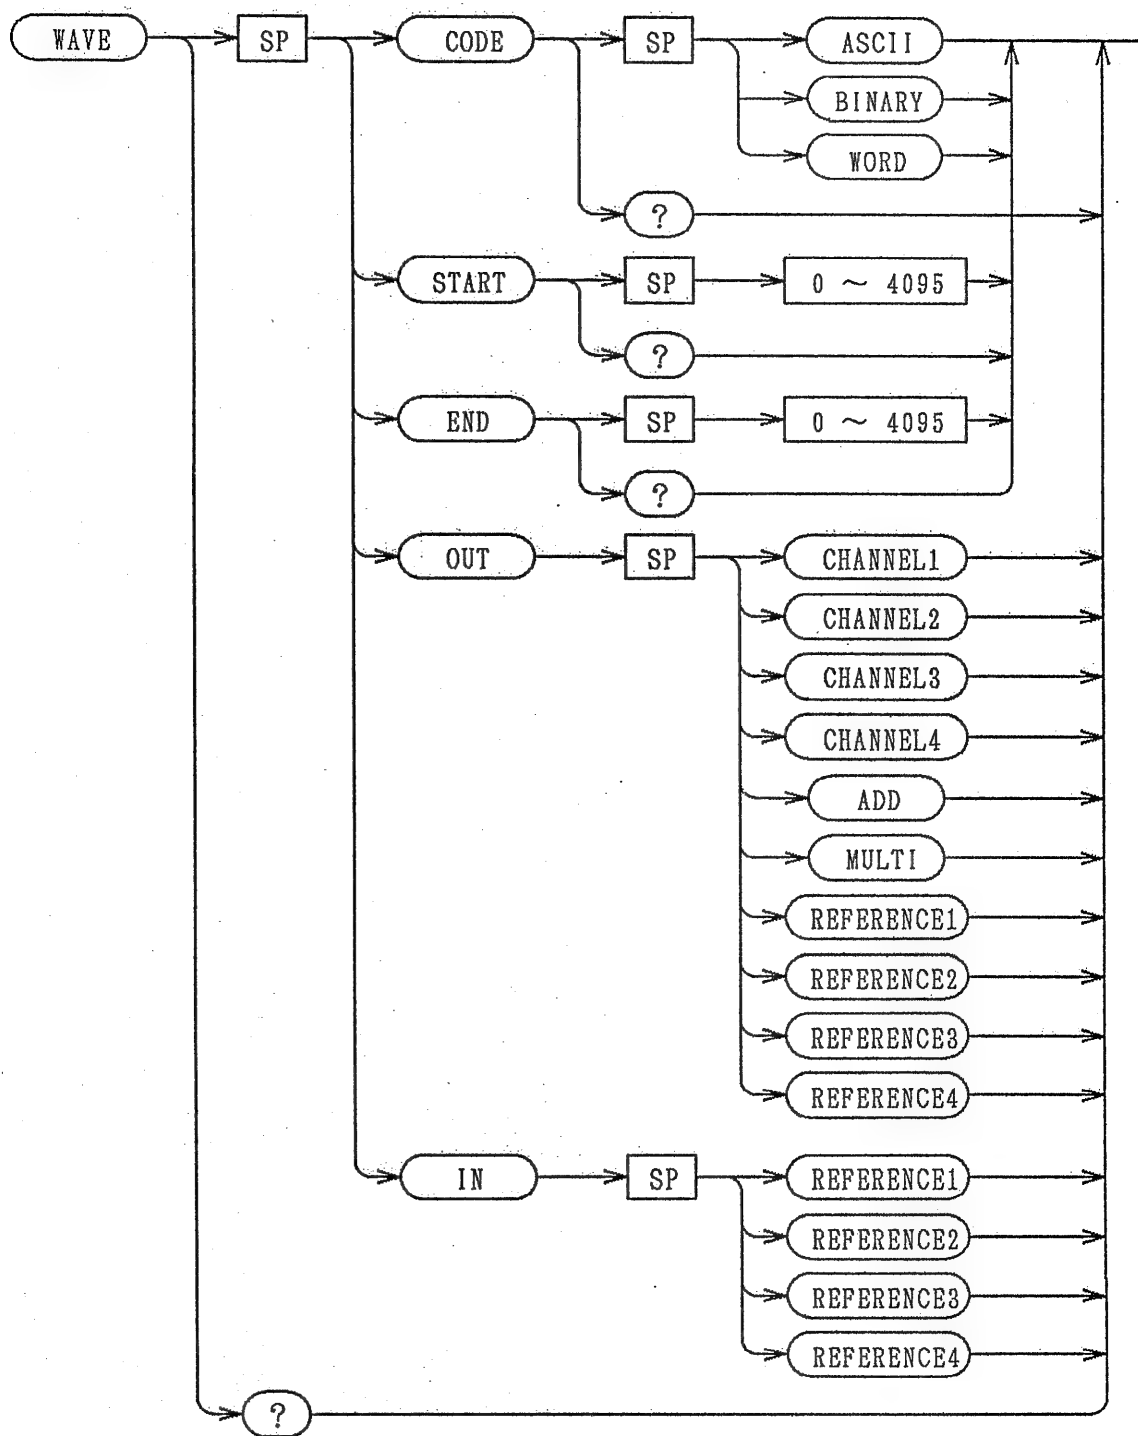 WAVE SP CODE SP ASCII
BINARY
WORD
?
START SP 0 ~ 4095
?
END SP 0 ~ 4095
?
OUT SP CHANNEL1
CHANNEL2
CHANNEL3
CHANNEL4
ADD
MULTI
REFERENCE1
REFERENCE2
REFERENCE3
REFERENCE4
IN SP REFERENCE1
REFERENCE2
REFERENCE3
REFERENCE4
?